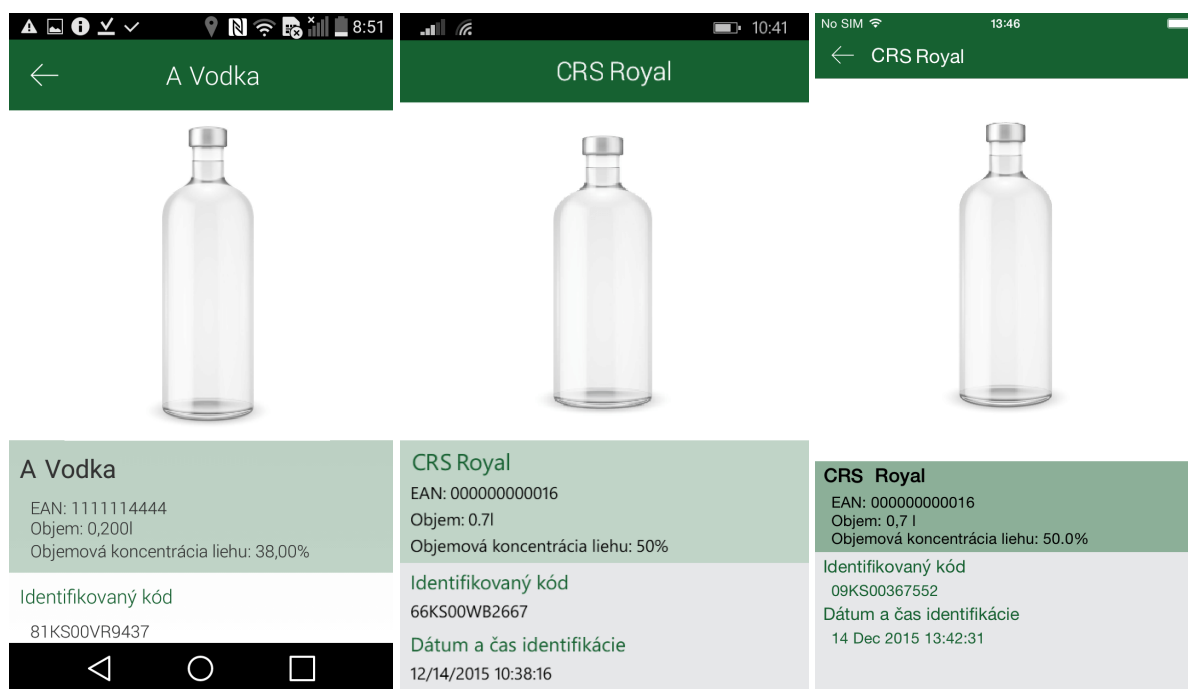 8:51
A Vodka
A Vodka
EAN: 1111114444
Objem: 0,200l
Objemová koncentrácia liehu: 38,00%
Identifikovaný kód
81KS00VR9437
10:41
CRS Royal
CRS Royal
EAN: 000000000016
Objem: 0.7l
Objemová koncentrácia liehu: 50%
Identifikovaný kód
66KS00WB2667
Dátum a čas identifikácie
12/14/2015 10:38:16
No SIM 13:46
CRS Royal
CRS Royal
EAN: 000000000016
Objem: 0,7 l
Objemová koncentrácia liehu: 50.0%
Identifikovaný kód
09KS00367552
Dátum a čas identifikácie
14 Dec 2015 13:42:31